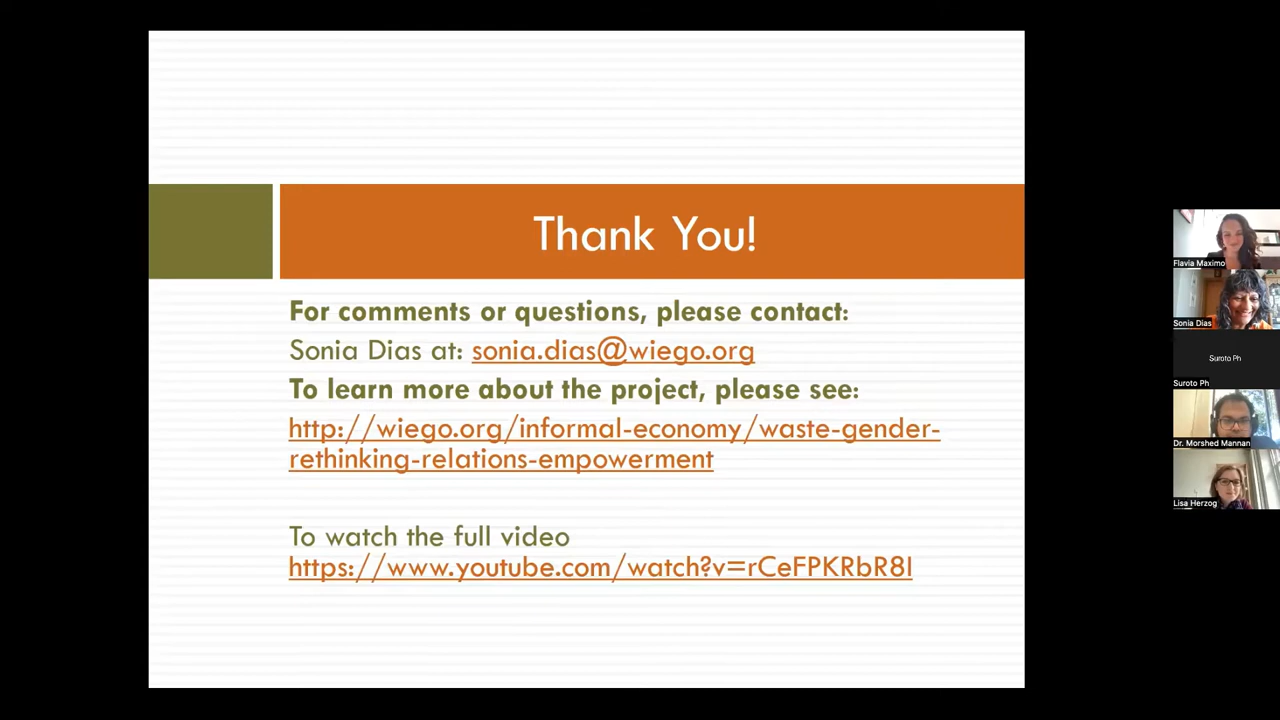 Thank You!
For comments or questions, please contact:
Sonia Dias at: sonia.dias@wiego.org
To learn more about the project, please see:
http://wiego.org/informal-economy/waste-gender-
rethinking-relations-empowerment
To watch the full video
https://www.youtube.com/watch?v=rCeFPKRbR8I
Flavia Maximo
Sonia Dias
Suroto Ph
Suroto Ph
Dr. Morshed Mannan
Lisa Herzog